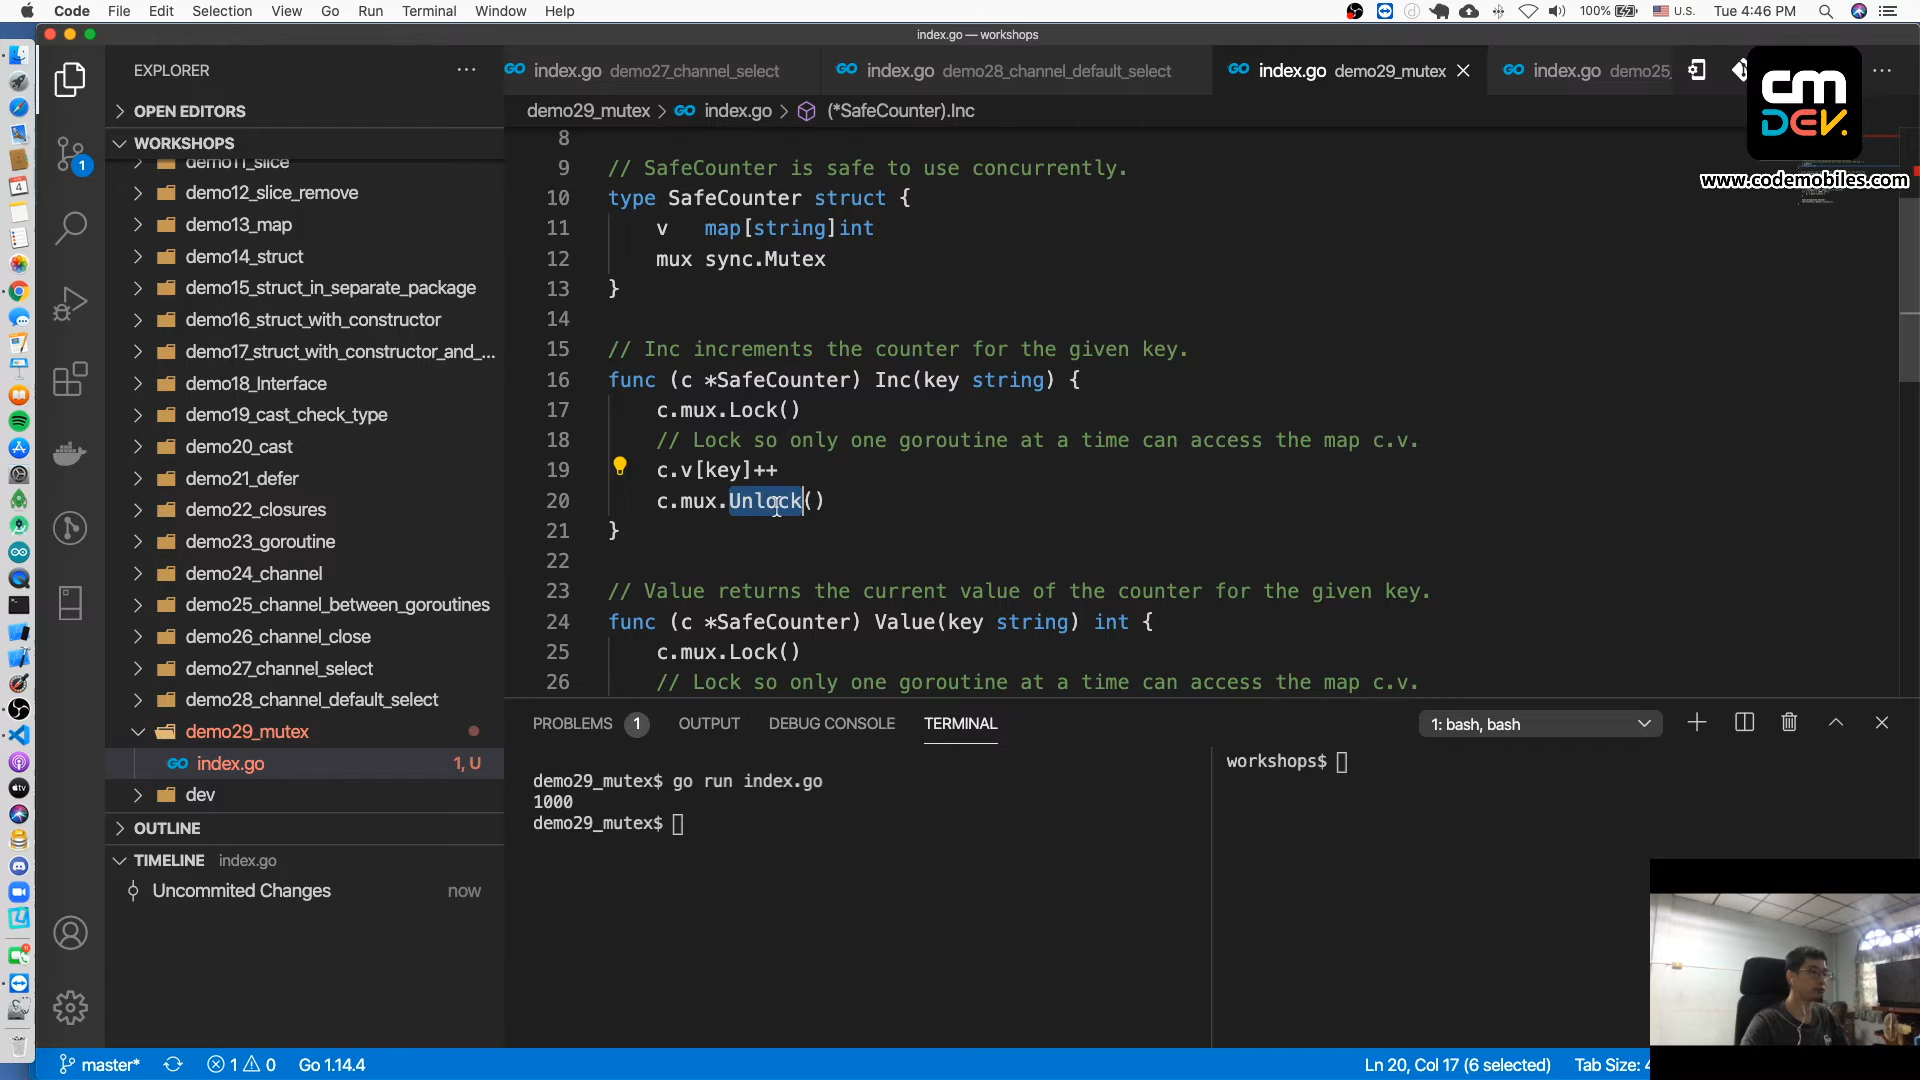 Code File Edit Selection View Go Run Terminal Window Help
100% U.S. Tue 4:46 PM
index.go — workshops
EXPLORER
index.go demo27_channel_select
index.go demo28_channel_default_select
index.go demo29_mutex
index.go demo25_
cm
DEV.
www.codemobiles.com
demo29_mutex > index.go > (*SafeCounter).Inc
OPEN EDITORS
WORKSHOPS
demo11_slice
demo12_slice_remove
demo13_map
demo14_struct
demo15_struct_in_separate_package
demo16_struct_with_constructor
demo17_struct_with_constructor_and_...
demo18_Interface
demo19_cast_check_type
demo20_cast
demo21_defer
demo22_closures
demo23_goroutine
demo24_channel
demo25_channel_between_goroutines
demo26_channel_close
demo27_channel_select
demo28_channel_default_select
demo29_mutex
index.go 1, U
dev
OUTLINE
TIMELINE index.go
Uncommited Changes now
1
8
9 // SafeCounter is safe to use concurrently.
10 type SafeCounter struct {
11 v map[string]int
12 mux sync.Mutex
13 }
14
15 // Inc increments the counter for the given key.
16 func (c *SafeCounter) Inc(key string) {
17 c.mux.Lock()
18 // Lock so only one goroutine at a time can access the map c.v.
19 c.v[key]++
20 c.mux.Unlock()
21 }
22
23 // Value returns the current value of the counter for the given key.
24 func (c *SafeCounter) Value(key string) int {
25 c.mux.Lock()
26 // Lock so only one goroutine at a time can access the map c.v.
PROBLEMS 1 OUTPUT DEBUG CONSOLE TERMINAL
1: bash, bash
demo29_mutex$ go run index.go
1000
demo29_mutex$
workshops$
master* 1 0 Go 1.14.4
Ln 20, Col 17 (6 selected) Tab Size: 4